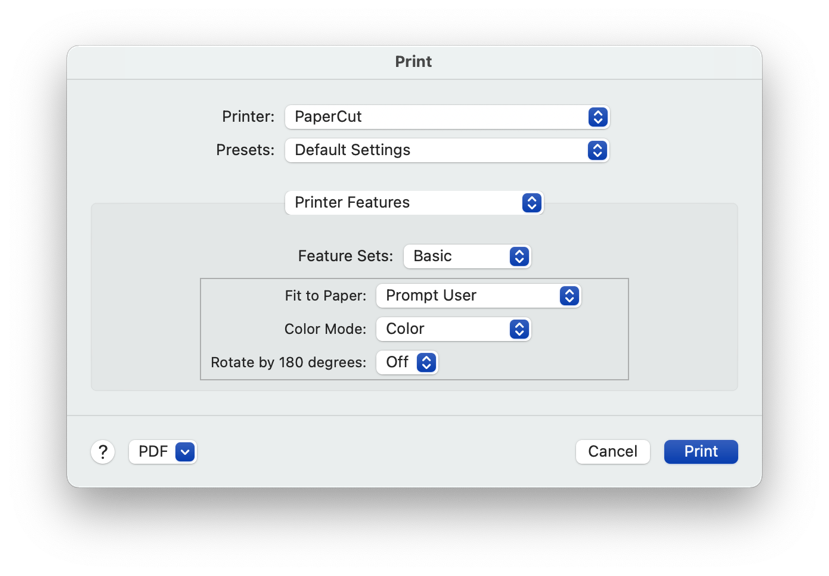 Print
Printer: PaperCut
Presets: Default Settings
Printer Features
Feature Sets: Basic
Fit to Paper: Prompt User
Color Mode: Color
Rotate by 180 degrees: Off
? PDF Cancel Print